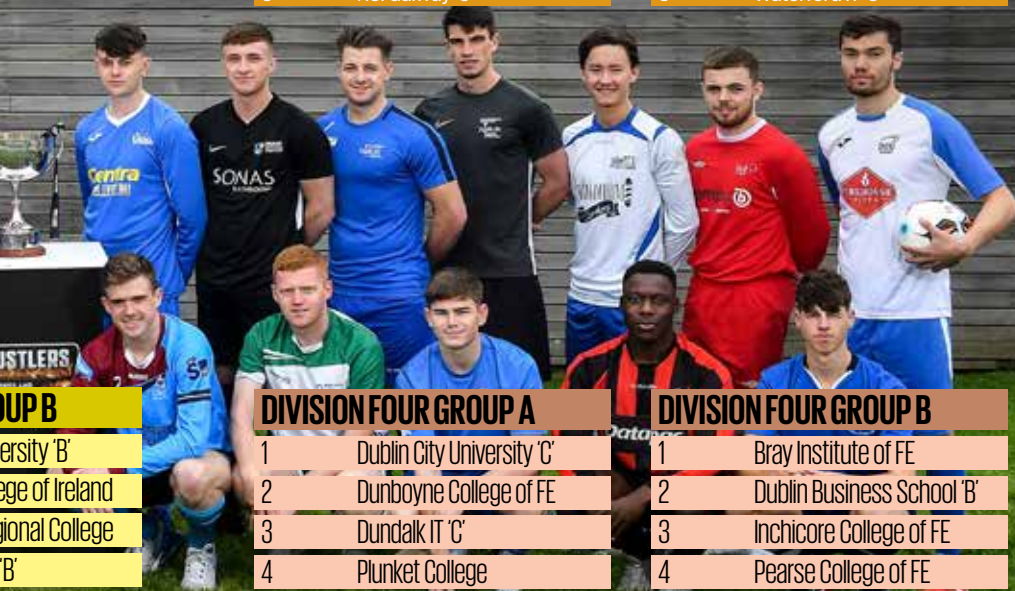 Centra
SONAS
USTLERS
OUP B
ersity 'B'
ege of Ireland
gional College
'B'
DIVISION FOUR GROUP A
1 Dublin City University 'C'
2 Dunboyne College of FE
3 Dundalk IT 'C'
4 Plunket College
DIVISION FOUR GROUP B
1 Bray Institute of FE
2 Dublin Business School 'B'
3 Inchicore College of FE
4 Pearse College of FE